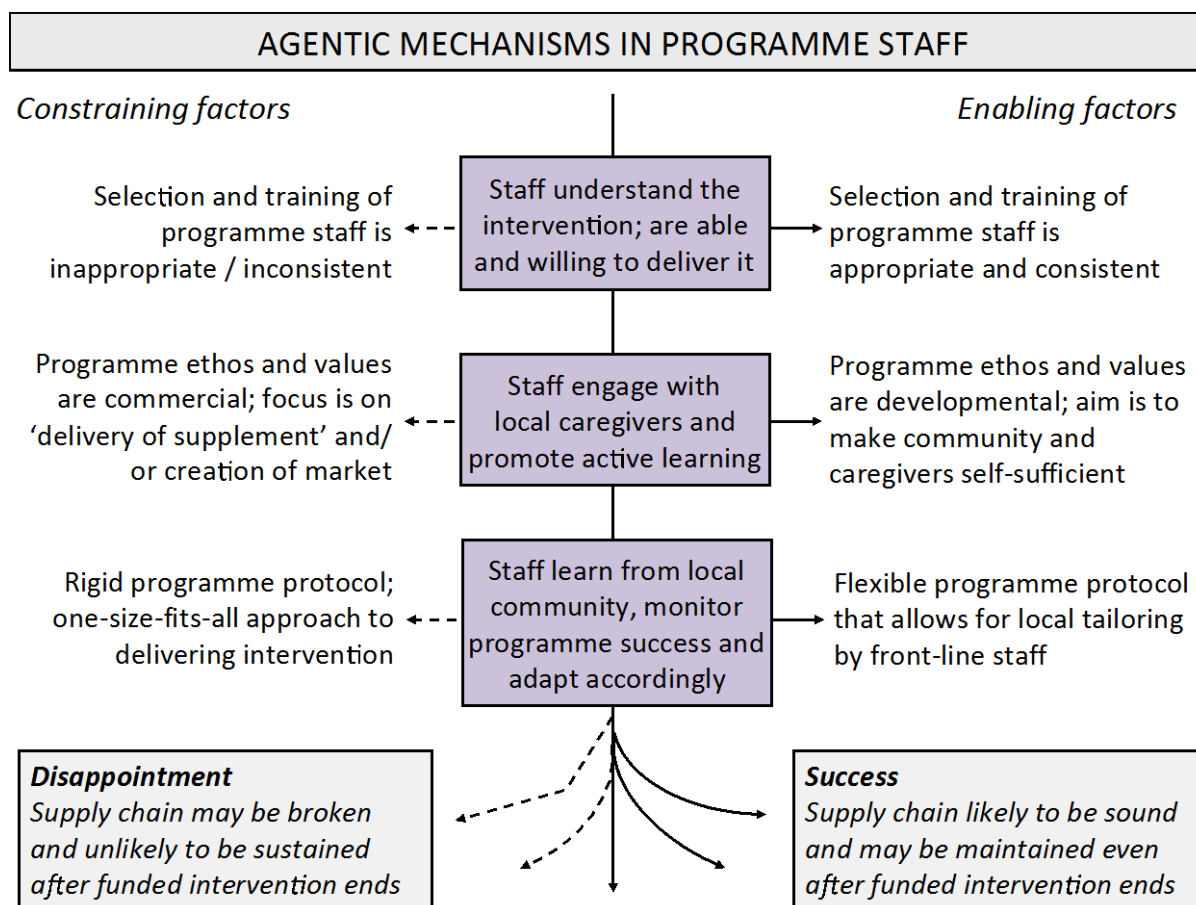 AGENTIC MECHANISMS IN PROGRAMME STAFF
Constraining factors
Enabling factors
Selection and training of
programme staff is
inappropriate / inconsistent
Staff understand the
intervention; are able
and willing to deliver it
Selection and training of
programme staff is
appropriate and consistent
Programme ethos and values
are commercial; focus is on
‘delivery of supplement’ and/
or creation of market
Staff engage with
local caregivers and
promote active learning
Programme ethos and values
are developmental; aim is to
make community and
caregivers self-sufficient
Rigid programme protocol;
one-size-fits-all approach to
delivering intervention
Staff learn from local
community, monitor
programme success and
adapt accordingly
Flexible programme protocol
that allows for local tailoring
by front-line staff
Disappointment
Supply chain may be broken
and unlikely to be sustained
after funded intervention ends
Success
Supply chain likely to be sound
and may be maintained even
after funded intervention ends